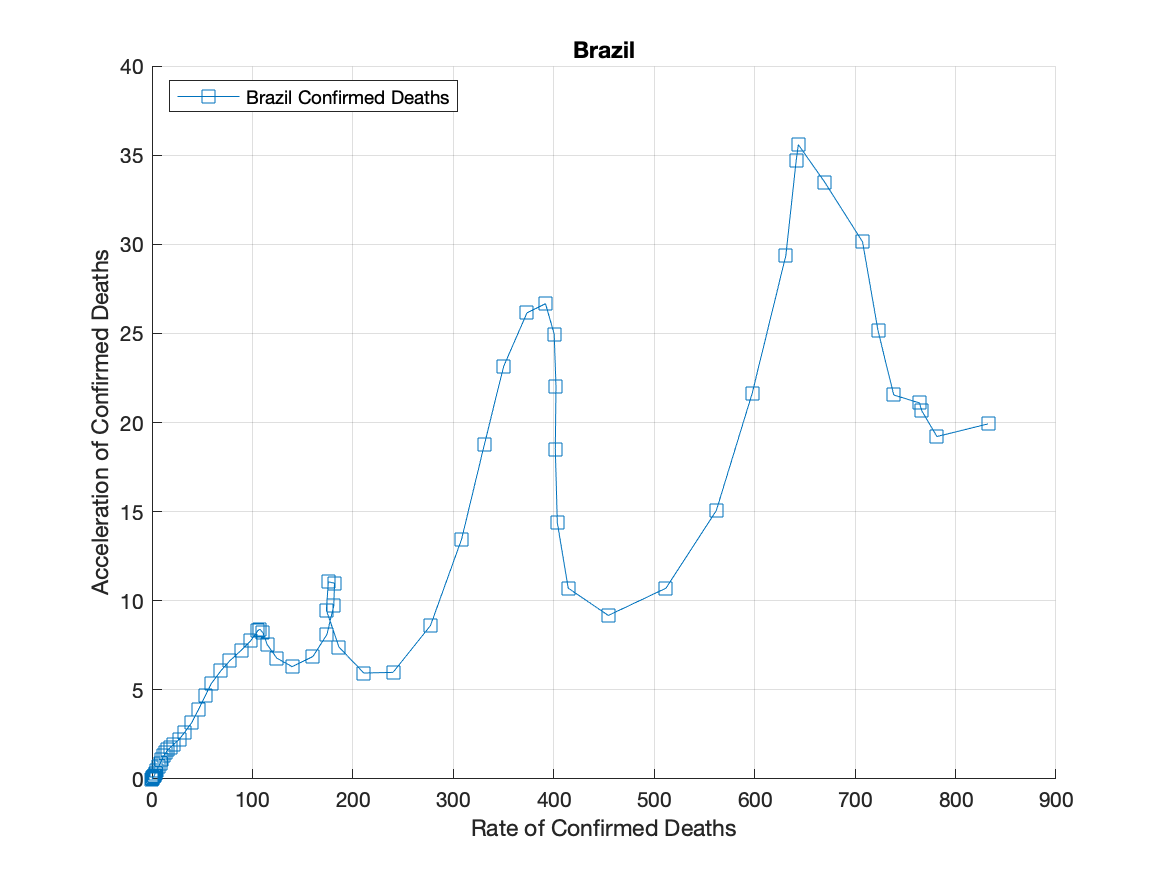 Brazil
Brazil Confirmed Deaths
40
35
30
25
20
15
10
5
0
Acceleration of Confirmed Deaths
0 100 200 300 400 500 600 700 800 900
Rate of Confirmed Deaths